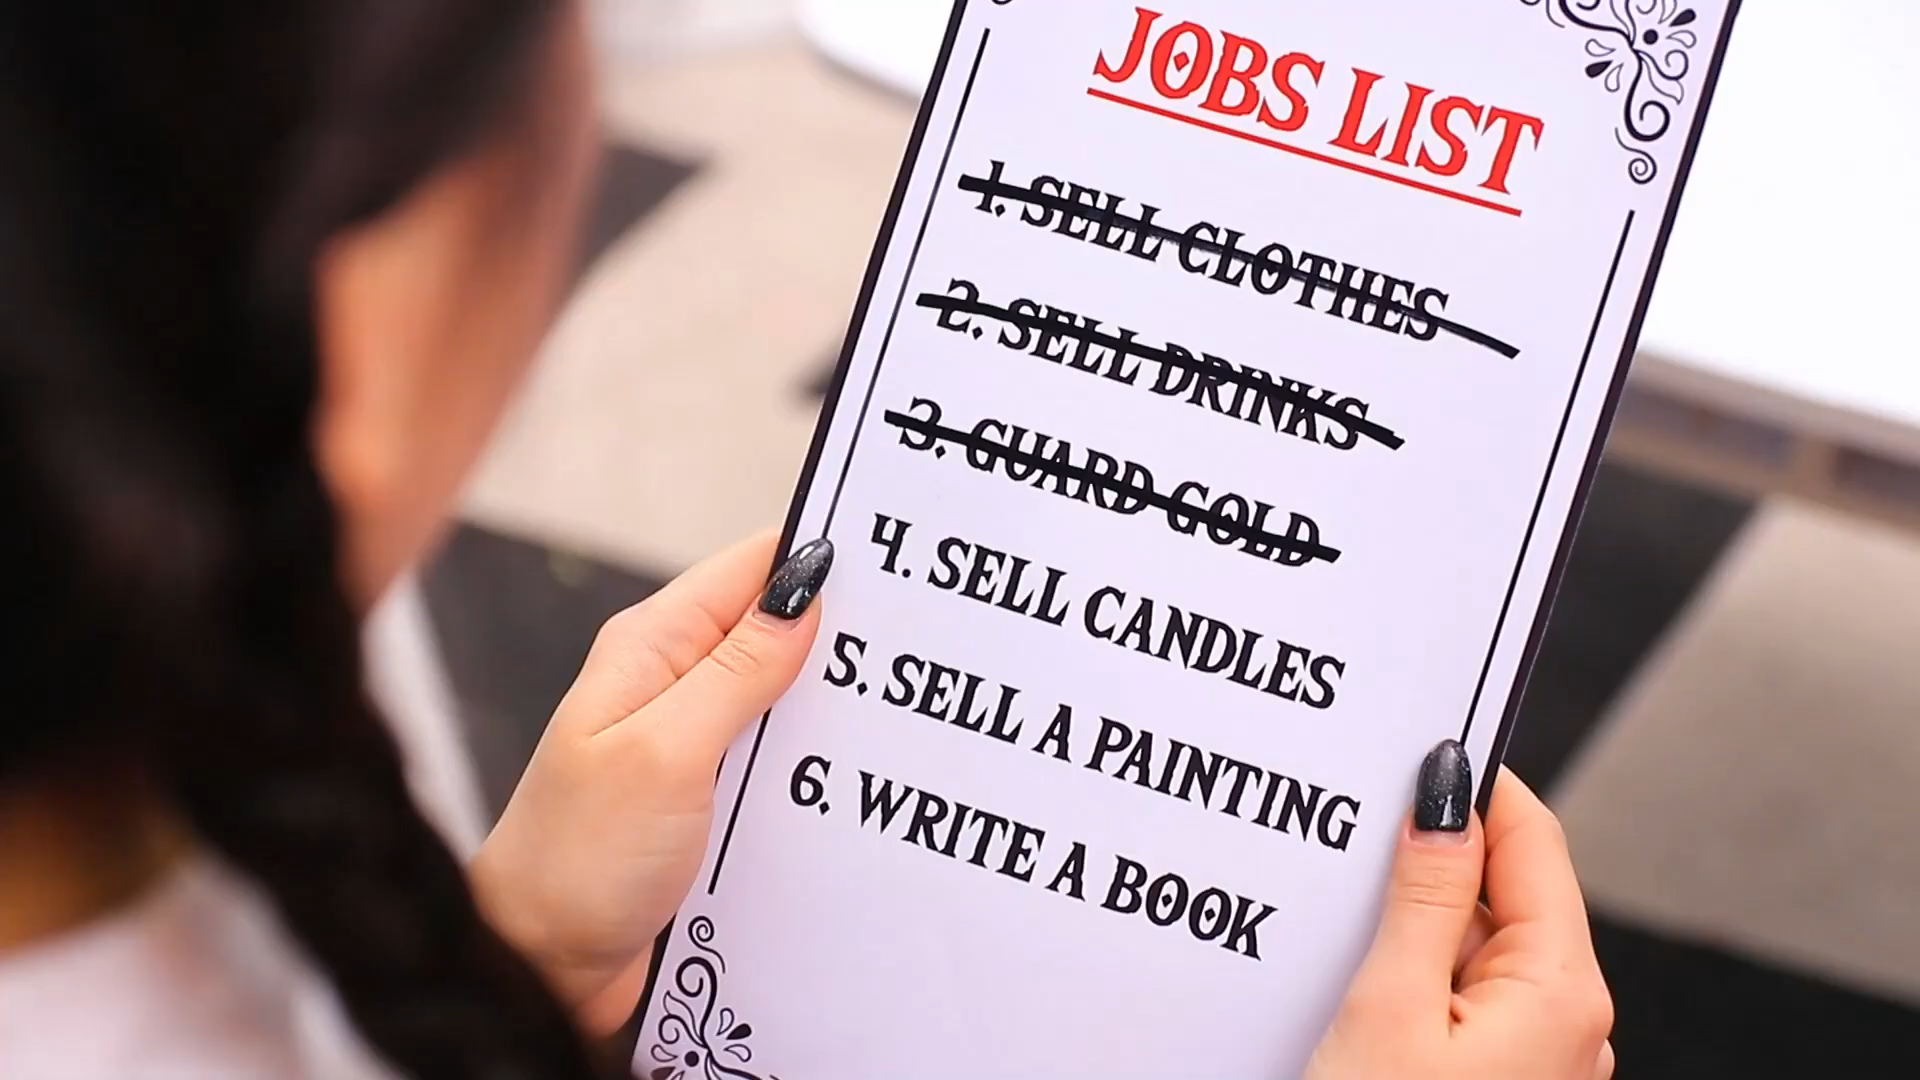 JOBS LIST
1. SELL CLOTHES
2. SELL DRINKS
3. GUARD GOLD
4. SELL CANDLES
5. SELL A PAINTING
6. WRITE A BOOK